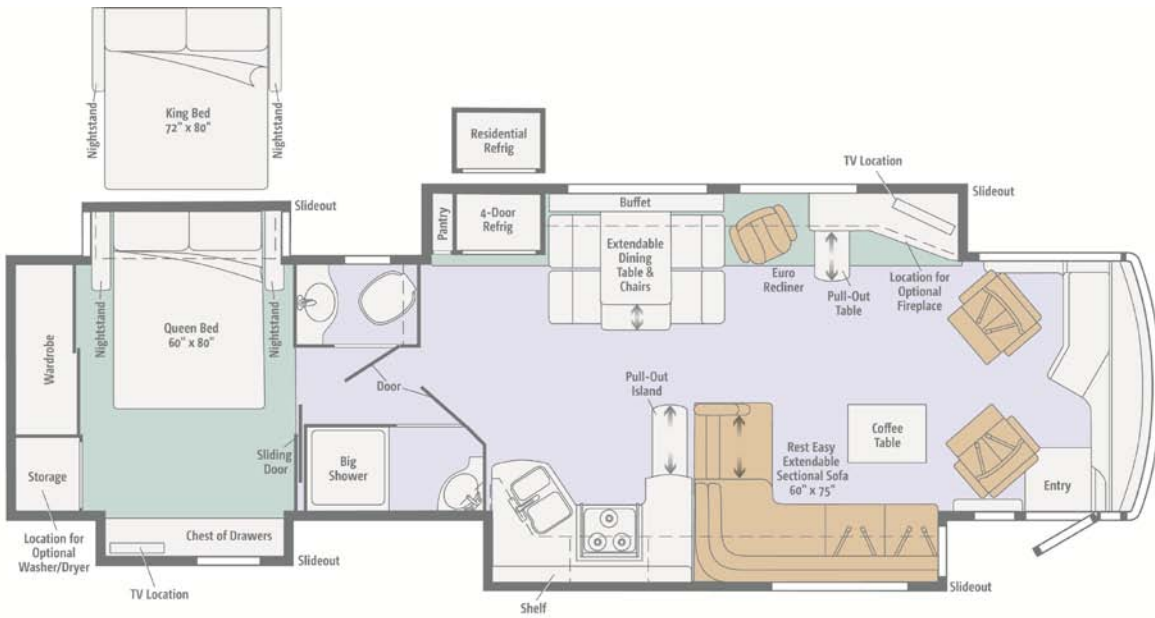 King Bed
72" x 80"
Nightstand
Nightstand
Residential
Refrig
TV Location
Slideout
Slideout
Pantry
4-Door
Refrig
Buffet
Extendable
Dining
Table &
Chairs
Euro
Recliner
Pull-Out
Table
Location for
Optional
Fireplace
Wardrobe
Nightstand
Queen Bed
60" x 80"
Nightstand
Door
Pull-Out
Island
Coffee
Table
Rest Easy
Extendable
Sectional Sofa
60" x 75"
Sliding
Door
Big
Shower
Storage
Entry
Location for
Optional
Washer/Dryer
Chest of Drawers
Slideout
TV Location
Shelf
Slideout